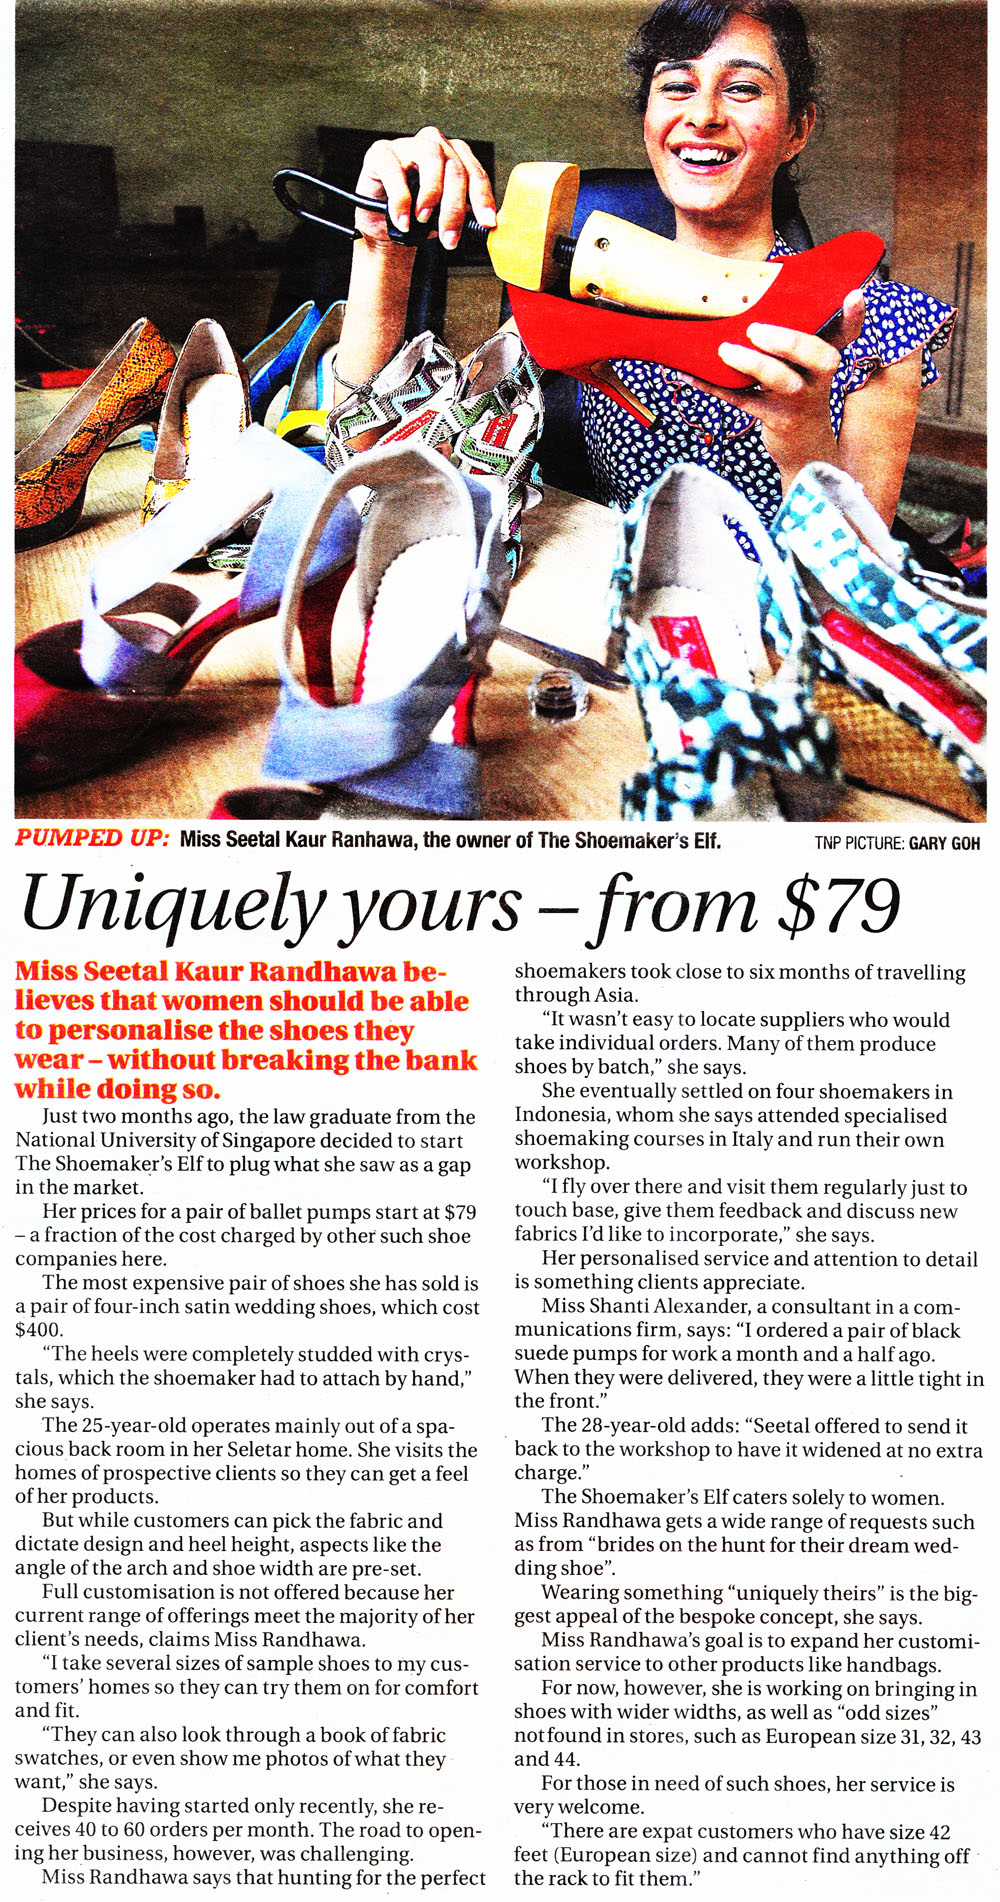 PUMPED UP: Miss Seetal Kaur Ranhawa, the owner of The Shoemaker's Elf. TNP PICTURE: GARY GOH
Uniquely yours – from $79
Miss Seetal Kaur Randhawa be-
lieves that women should be able
to personalise the shoes they
wear – without breaking the bank
while doing so.
Just two months ago, the law graduate from the
National University of Singapore decided to start
The Shoemaker's Elf to plug what she saw as a gap
in the market.
Her prices for a pair of ballet pumps start at $79
– a fraction of the cost charged by other such shoe
companies here.
The most expensive pair of shoes she has sold is
a pair of four-inch satin wedding shoes, which cost
$400.
“The heels were completely studded with crys-
tals, which the shoemaker had to attach by hand,”
she says.
The 25-year-old operates mainly out of a spa-
cious back room in her Seletar home. She visits the
homes of prospective clients so they can get a feel
of her products.
But while customers can pick the fabric and
dictate design and heel height, aspects like the
angle of the arch and shoe width are pre-set.
Full customisation is not offered because her
current range of offerings meet the majority of her
client's needs, claims Miss Randhawa.
“I take several sizes of sample shoes to my cus-
tomers' homes so they can try them on for comfort
and fit.
“They can also look through a book of fabric
swatches, or even show me photos of what they
want,” she says.
Despite having started only recently, she re-
ceives 40 to 60 orders per month. The road to open-
ing her business, however, was challenging.
Miss Randhawa says that hunting for the perfect
shoemakers took close to six months of travelling
through Asia.
“It wasn't easy to locate suppliers who would
take individual orders. Many of them produce
shoes by batch,” she says.
She eventually settled on four shoemakers in
Indonesia, whom she says attended specialised
shoemaking courses in Italy and run their own
workshop.
“I fly over there and visit them regularly just to
touch base, give them feedback and discuss new
fabrics I'd like to incorporate,” she says.
Her personalised service and attention to detail
is something clients appreciate.
Miss Shanti Alexander, a consultant in a com-
munications firm, says: “I ordered a pair of black
suede pumps for work a month and a half ago.
When they were delivered, they were a little tight in
the front.”
The 28-year-old adds: “Seetal offered to send it
back to the workshop to have it widened at no extra
charge.”
The Shoemaker's Elf caters solely to women.
Miss Randhawa gets a wide range of requests such
as from “brides on the hunt for their dream wed-
ding shoe”.
Wearing something “uniquely theirs” is the big-
gest appeal of the bespoke concept, she says.
Miss Randhawa's goal is to expand her customi-
sation service to other products like handbags.
For now, however, she is working on bringing in
shoes with wider widths, as well as “odd sizes”
not found in stores, such as European size 31, 32, 43
and 44.
For those in need of such shoes, her service is
very welcome.
“There are expat customers who have size 42
feet (European size) and cannot find anything off
the rack to fit them.”